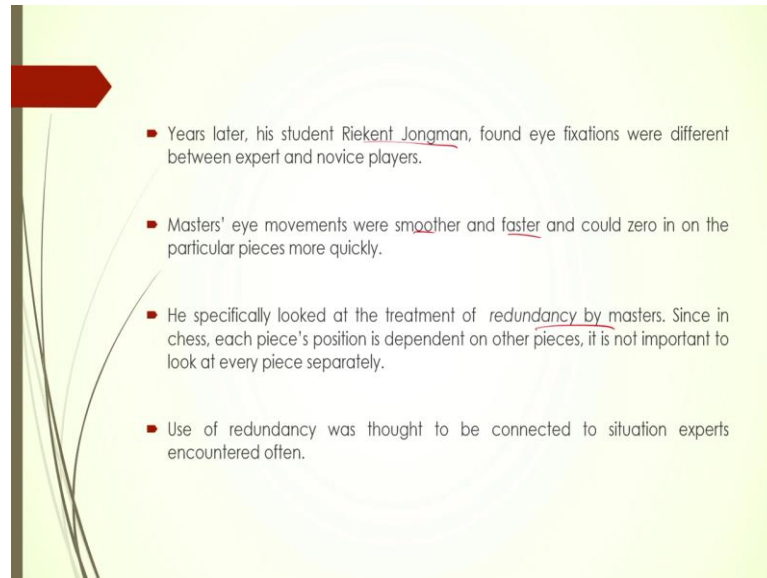 Years later, his student Riekent Jongman, found eye fixations were different
between expert and novice players.
Masters' eye movements were smoother and faster and could zero in on the
particular pieces more quickly.
He specifically looked at the treatment of redundancy by masters. Since in
chess, each piece's position is dependent on other pieces, it is not important to
look at every piece separately.
Use of redundancy was thought to be connected to situation experts
encountered often.